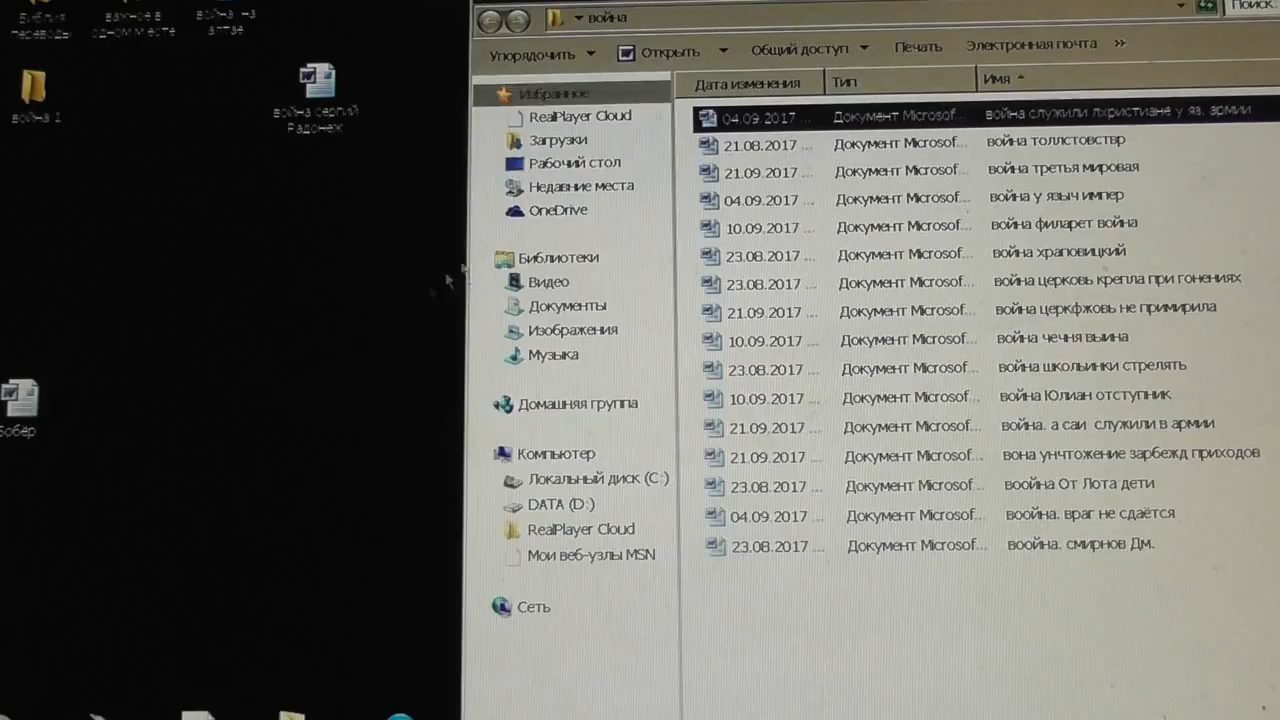 Библия переводы
важное в одном месте
война на алтае
война 1
война сергий Радонеж
Бобёр
война
Поиск:
Упорядочить
Открыть
Общий доступ
Печать
Электронная почта
»
Избранное
RealPlayer Cloud
Загрузки
Рабочий стол
Недавние места
OneDrive
Библиотеки
Видео
Документы
Изображения
Музыка
Домашняя группа
Компьютер
Локальный диск (C:)
DATA (D:)
RealPlayer Cloud
Мои веб-узлы MSN
Сеть
Дата изменения Тип Имя
04.09.2017 ... Документ Microsof... война служили лхристиане у яз, армии
21.08.2017 ... Документ Microsof... война толлстовствр
21.09.2017 ... Документ Microsof... война третья мировая
04.09.2017 ... Документ Microsof... война у языч импер
10.09.2017 ... Документ Microsof... война филарет война
23.08.2017 ... Документ Microsof... война храповицкий
23.08.2017 ... Документ Microsof... война церковь крепла при гонениях
21.09.2017 ... Документ Microsof... война церкфжовь не примирила
10.09.2017 ... Документ Microsof... война чечня выина
23.08.2017 ... Документ Microsof... война школьинки стрелять
10.09.2017 ... Документ Microsof... война Юлиан отступник
21.09.2017 ... Документ Microsof... война. а саи служили в армии
21.09.2017 ... Документ Microsof... вона унчтожение зарбежд приходов
23.08.2017 ... Документ Microsof... воойна От Лота дети
04.09.2017 ... Документ Microsof... воойна. враг не сдаётся
23.08.2017 ... Документ Microsof... воойна. смирнов Дм.